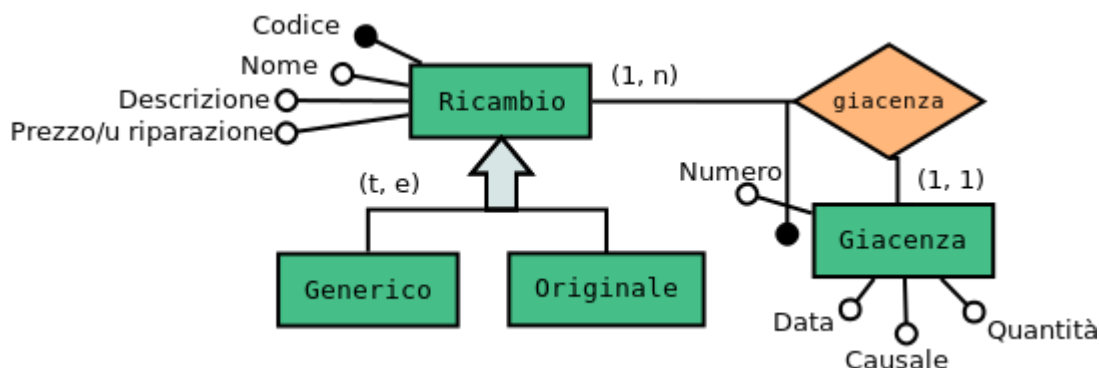 Codice
Nome
Descrizione
Prezzo/u riparazione
Ricambio
(1, n)
giacenza
(t, e)
Numero
(1, 1)
Giacenza
Generico
Originale
Data
Causale
Quantità